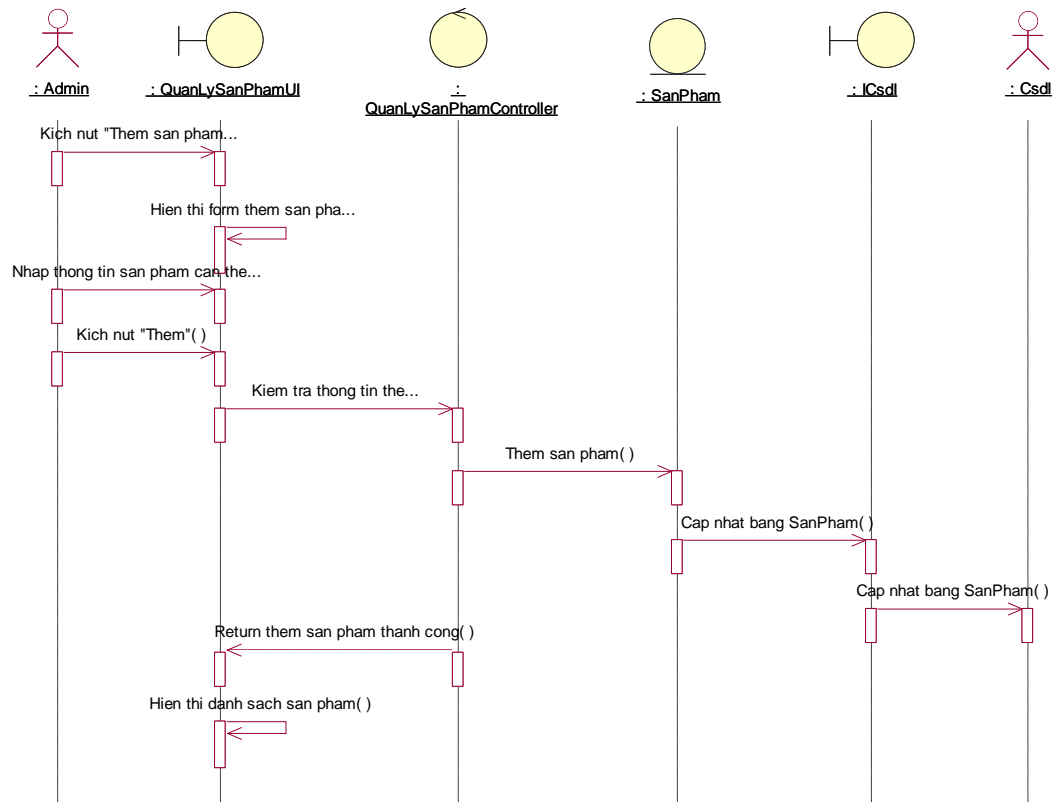 : Admin
: QuanLySanPhamUI
:
QuanLySanPhamController
: SanPham
: ICsdl
: Csdl
Kich nut "Them san pham...
Hien thi form them san pha...
Nhap thong tin san pham can the...
Kich nut "Them"( )
Kiem tra thong tin the...
Them san pham( )
Cap nhat bang SanPham( )
Cap nhat bang SanPham( )
Return them san pham thanh cong( )
Hien thi danh sach san pham( )